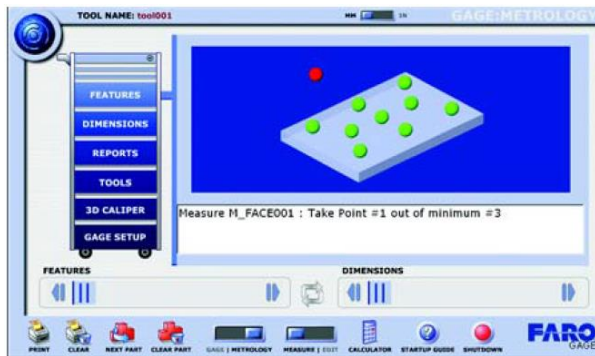 TOOL NAME: tool001
MM
IN
GAGE:METROLOGY
FEATURES
DIMENSIONS
REPORTS
TOOLS
3D CALIPER
GAGE SETUP
Measure M_FACE001 : Take Point #1 out of minimum #3
FEATURES
DIMENSIONS
PRINT
CLEAR
NEXT PART
CLEAR PART
GAGE | METROLOGY
MEASURE | EDIT
CALCULATOR
STARTUP GUIDE
SHUTDOWN
FARO
GAGE